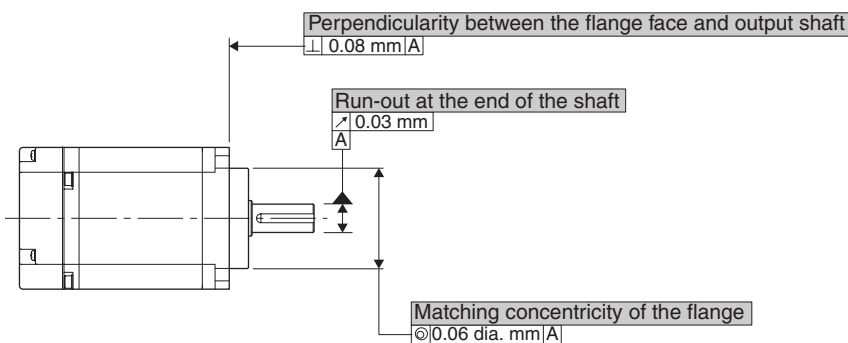 Perpendicularity between the flange face and output shaft
⊥ 0.08 mm A
Run-out at the end of the shaft
↗ 0.03 mm
A
Matching concentricity of the flange
◎ 0.06 dia. mm A